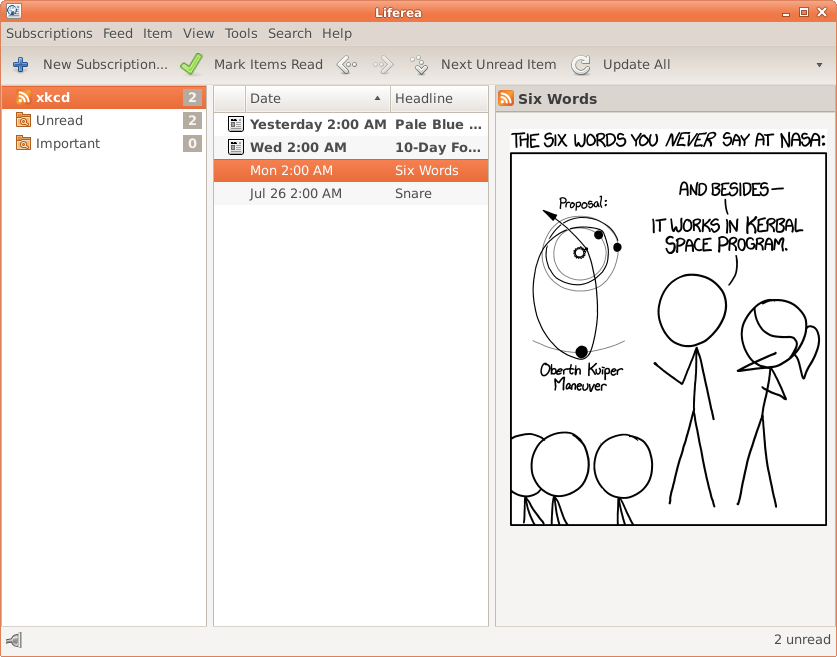 Liferea
Subscriptions Feed Item View Tools Search Help
New Subscription... Mark Items Read Next Unread Item Update All
xkcd 2
Unread 2
Important 0
Date Headline
Yesterday 2:00 AM Pale Blue ...
Wed 2:00 AM 10-Day Fo...
Mon 2:00 AM Six Words
Jul 26 2:00 AM Snare
Six Words
THE SIX WORDS YOU NEVER SAY AT NASA:
AND BESIDES—
IT WORKS IN KERBAL
SPACE PROGRAM.
Proposal:
Oberth Kuiper
Maneuver
2 unread